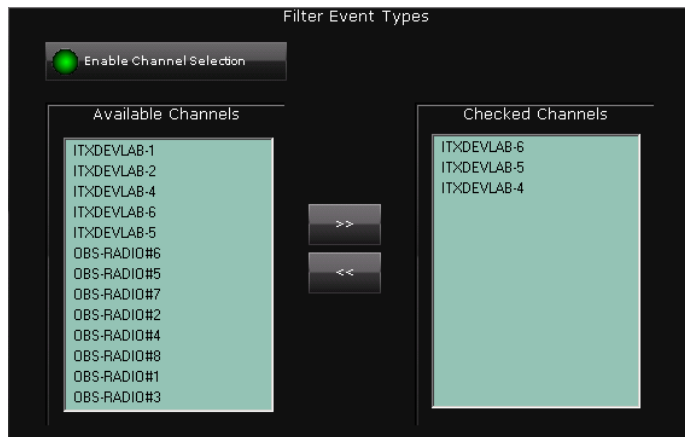 Filter Event Types
Enable Channel Selection
Available Channels
ITXDEVLAB-1
ITXDEVLAB-2
ITXDEVLAB-4
ITXDEVLAB-6
ITXDEVLAB-5
OBS-RADIO#6
OBS-RADIO#5
OBS-RADIO#7
OBS-RADIO#2
OBS-RADIO#4
OBS-RADIO#8
OBS-RADIO#1
OBS-RADIO#3
>>
<<
Checked Channels
ITXDEVLAB-6
ITXDEVLAB-5
ITXDEVLAB-4